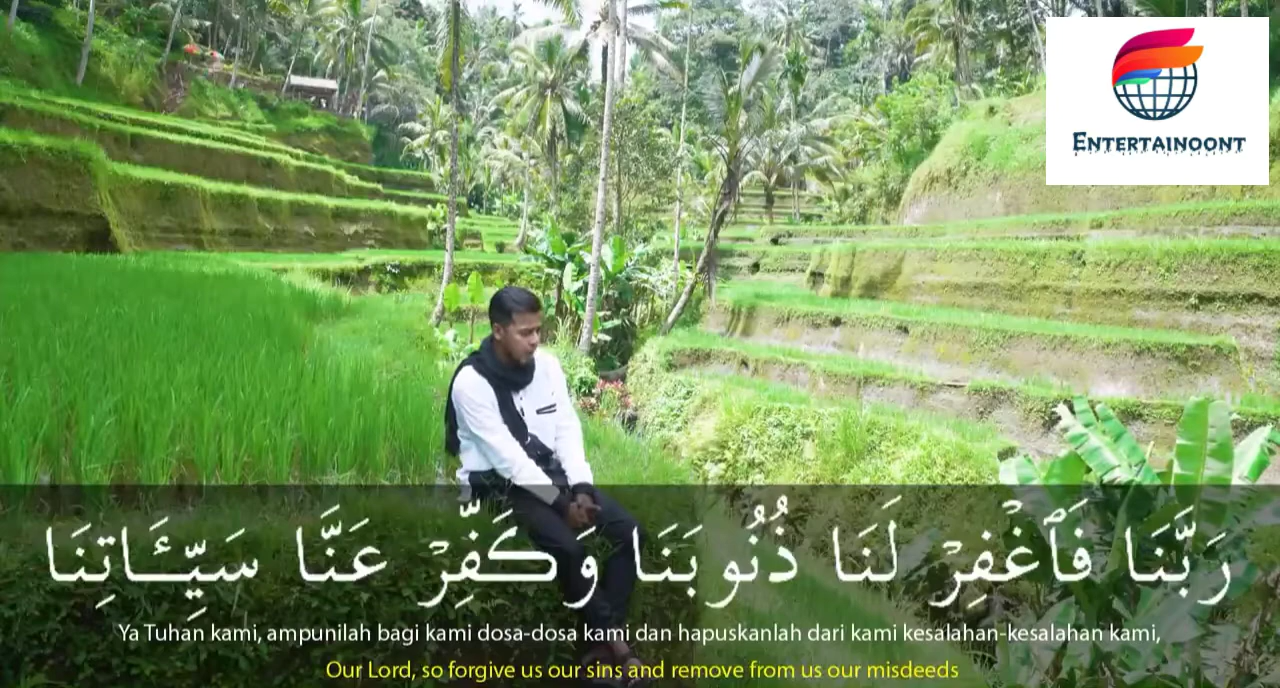 ENTERTAINOONT
رَبَّنَا فَٱغْفِرْ لَنَا ذُنُوبَنَا وَكَفِّرْ عَنَّا سَيِّـَٔاتِنَا
Ya Tuhan kami, ampunilah bagi kami dosa-dosa kami dan hapuskanlah dari kami kesalahan-kesalahan kami,
Our Lord, so forgive us our sins and remove from us our misdeeds